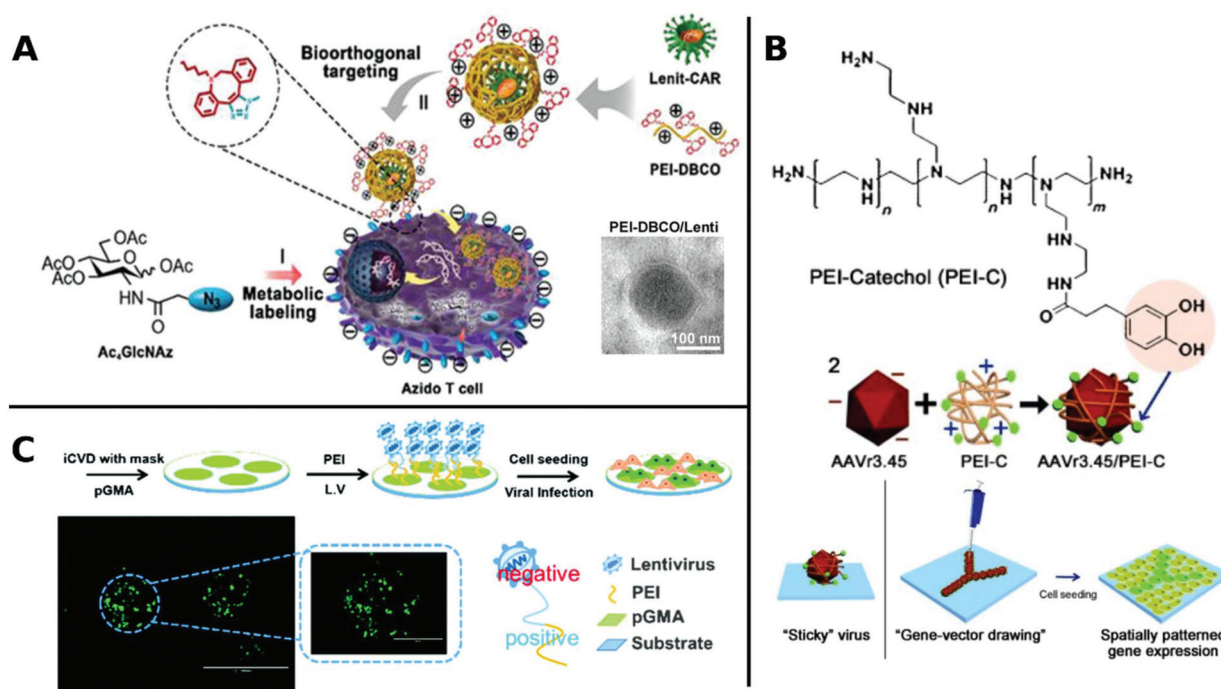 A
Bioorthogonal
targeting
II
Lenit-CAR
PEI-DBCO
PEI-DBCO/Lenti
100 nm
AcO
OAc
AcO
AcO
OAc
HN
O
N3
Ac4GlcNAz
I
Metabolic
labeling
Azido T cell
B
H2N
NH
H2N
N
H
n
N
n
HN
N
m
NH2
NH
HN
O
OH
OH
PEI-Catechol (PEI-C)
2
AAVr3.45
PEI-C
AAVr3.45/PEI-C
Cell seeding
"Sticky" virus
"Gene-vector drawing"
Spatially patterned
gene expression
C
iCVD with mask
pGMA
PEI
L.V
Cell seeding
Viral Infection
negative
positive
Lentivirus
PEI
pGMA
Substrate